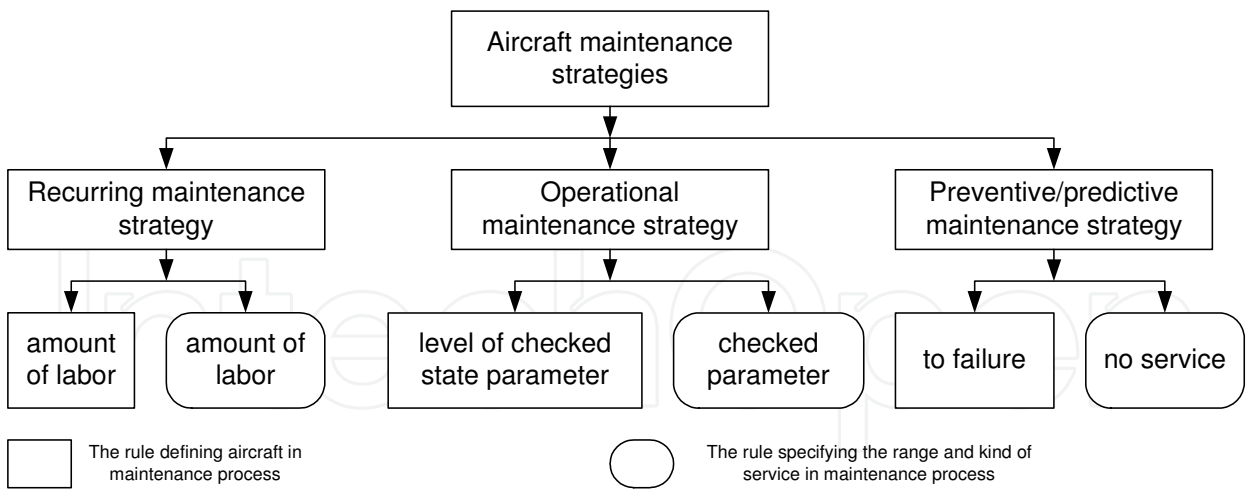 Aircraft maintenance
strategies
Recurring maintenance
strategy
Operational
maintenance strategy
Preventive/predictive
maintenance strategy
amount
of labor
amount of
labor
level of checked
state parameter
checked
parameter
to failure
no service
The rule defining aircraft in
maintenance process
The rule specifying the range and kind of
service in maintenance process
IntechOpen